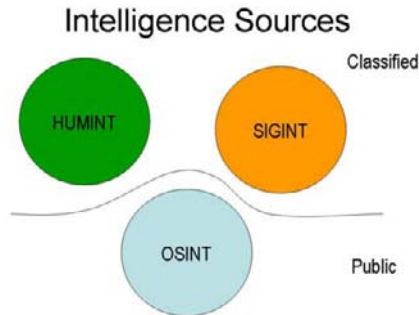 Intelligence Sources
Classified
HUMINT
SIGINT
OSINT
Public